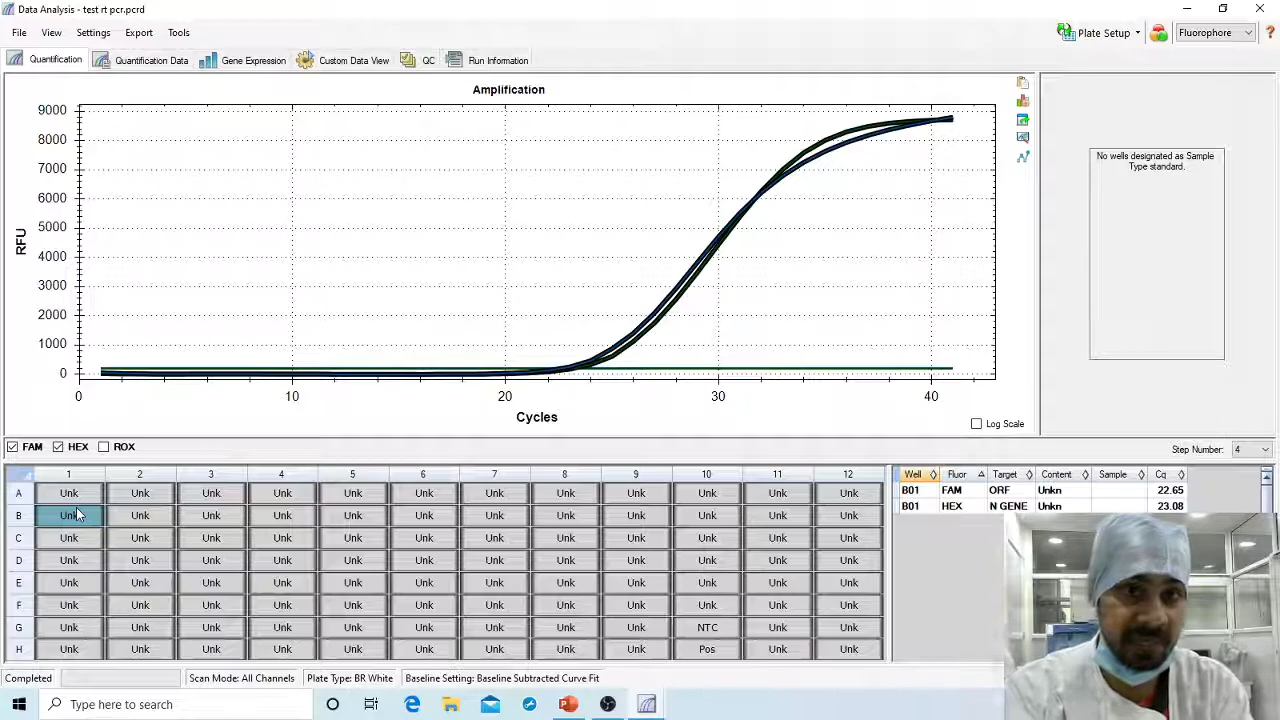 Data Analysis - test rt pcr.pcrd
File View Settings Export Tools
Plate Setup Fluorophore ?
Quantification Quantification Data Gene Expression Custom Data View QC Run Information
Amplification
9000
8000
7000
6000
5000
4000
3000
2000
1000
0
RFU
0 10 20 30 40
Cycles
Log Scale
No wells designated as Sample
Type standard.
FAM HEX ROX
Step Number: 4
1 2 3 4 5 6 7 8 9 10 11 12
A Unk Unk Unk Unk Unk Unk Unk Unk Unk Unk Unk Unk
B Unk Unk Unk Unk Unk Unk Unk Unk Unk Unk Unk Unk
C Unk Unk Unk Unk Unk Unk Unk Unk Unk Unk Unk Unk
D Unk Unk Unk Unk Unk Unk Unk Unk Unk Unk Unk Unk
E Unk Unk Unk Unk Unk Unk Unk Unk Unk Unk Unk Unk
F Unk Unk Unk Unk Unk Unk Unk Unk Unk Unk Unk Unk
G Unk Unk Unk Unk Unk Unk Unk Unk Unk NTC Unk Unk
H Unk Unk Unk Unk Unk Unk Unk Unk Unk Pos Unk Unk
Well Fluor Target Content Sample Cq
B01 FAM ORF Unkn 22.65
B01 HEX N GENE Unkn 23.08
Completed Scan Mode: All Channels Plate Type: BR White Baseline Setting: Baseline Subtracted Curve Fit
Type here to search